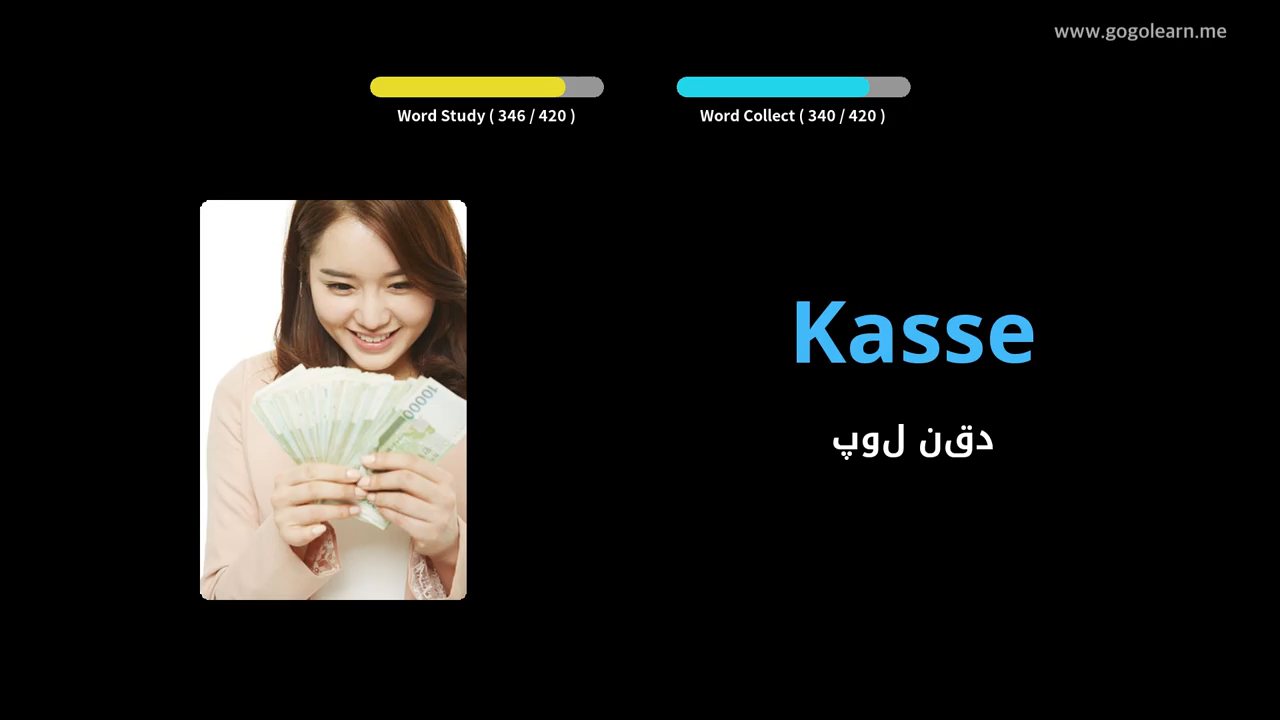 www.gogolearn.me
Word Study ( 346 / 420 )
Word Collect ( 340 / 420 )
Kasse
دقن لوپ